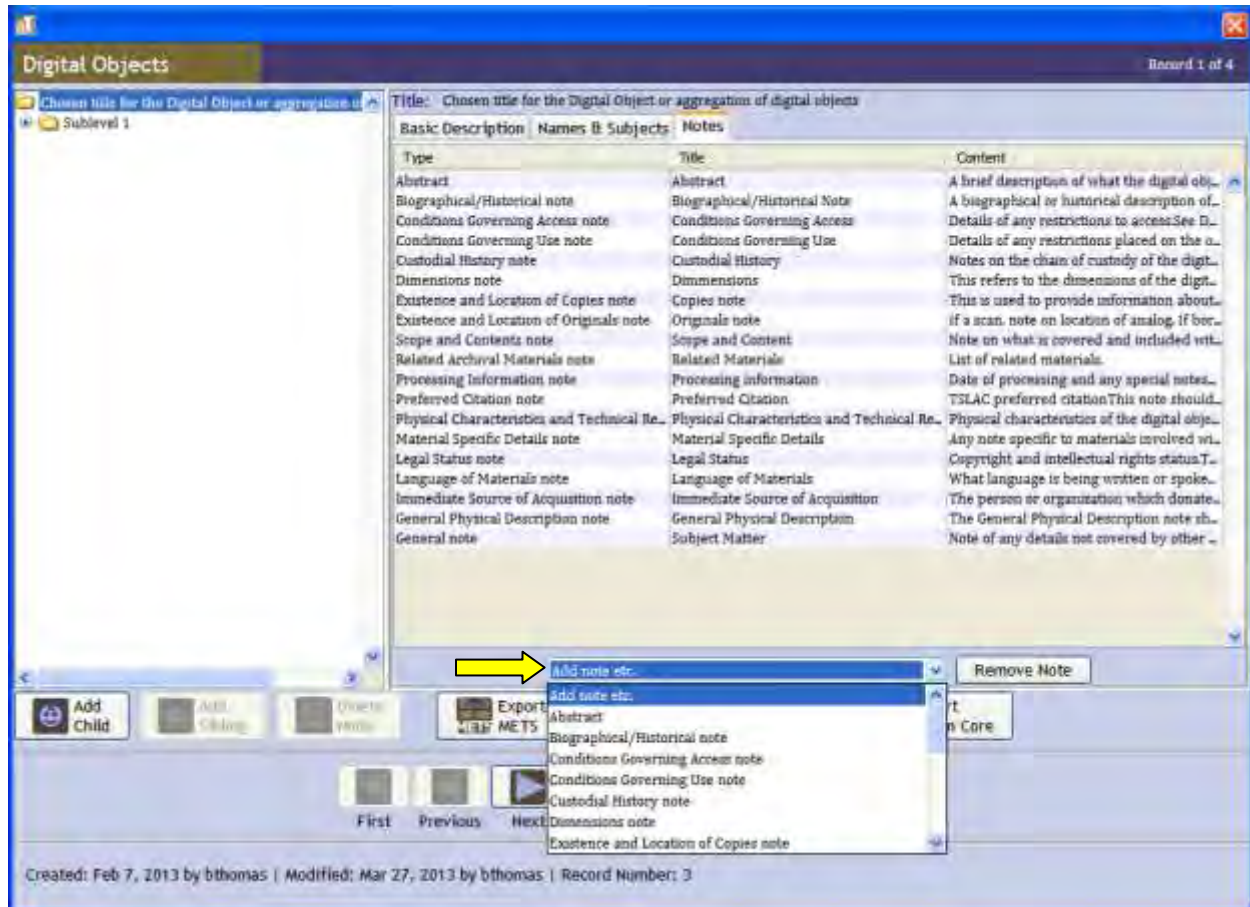 Digital Objects
Record 1 of 4
Chosen title for the Digital Object or aggregation of
Sublevel 1
Title: Chosen title for the Digital Object or aggregation of digital objects
Basic Description Names & Subjects Notes
Type Title Content
Abstract Abstract A brief description of what the digital obj...
Biographical/Historical note Biographical/Historical Note A biographical or historical description of...
Conditions Governing Access note Conditions Governing Access Details of any restrictions to access.See D...
Conditions Governing Use note Conditions Governing Use Details of any restrictions placed on the o...
Custodial History note Custodial History Notes on the chain of custody of the digit...
Dimensions note Dimmensions This refers to the dimensions of the digit...
Existence and Location of Copies note Copies note This is used to provide information about...
Existence and Location of Originals note Originals note If a scan, note on location of analog, if bor...
Scope and Contents note Scope and Content Note on what is covered and included wit...
Related Archival Materials note Related Materials List of related materials.
Processing Information note Processing information Date of processing and any special notes...
Preferred Citation note Preferred Citation TSLAC preferred citationThis note should...
Physical Characteristics and Technical Re... Physical Characteristics and Technical Re... Physical characteristics of the digital obje...
Material Specific Details note Material Specific Details Any note specific to materials involved wi...
Legal Status note Legal Status Copyright and intellectual rights status.T...
Language of Materials note Language of Materials What language is being written or spoke...
Immediate Source of Acquisition note Immediate Source of Acquisition The person or organization which donate...
General Physical Description note General Physical Description The General Physical Description note sh...
General note Subject Matter Note of any details not covered by other ...
Add note etc. Remove Note
Add note etc.
Abstract
Biographical/Historical note
Conditions Governing Access note
Conditions Governing Use note
Custodial History note
Dimensions note
Existence and Location of Copies note
Add
Child
Add
Sibling
Export
METS
rt
n Core
First Previous Next
Created: Feb 7, 2013 by bthomas | Modified: Mar 27, 2013 by bthomas | Record Number: 3